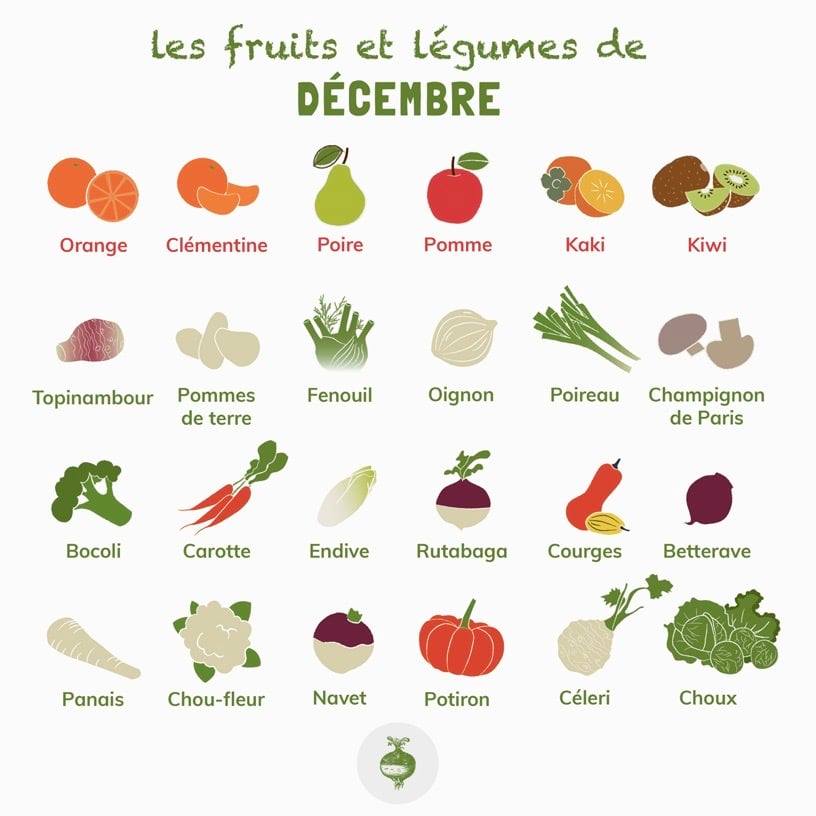 les fruits et légumes de
DÉCEMBRE
Orange Clémentine Poire Pomme Kaki Kiwi
Topinambour Pommes de terre Fenouil Oignon Poireau Champignon de Paris
Bocoli Carotte Endive Rutabaga Courges Betterave
Panais Chou-fleur Navet Potiron Céleri Choux